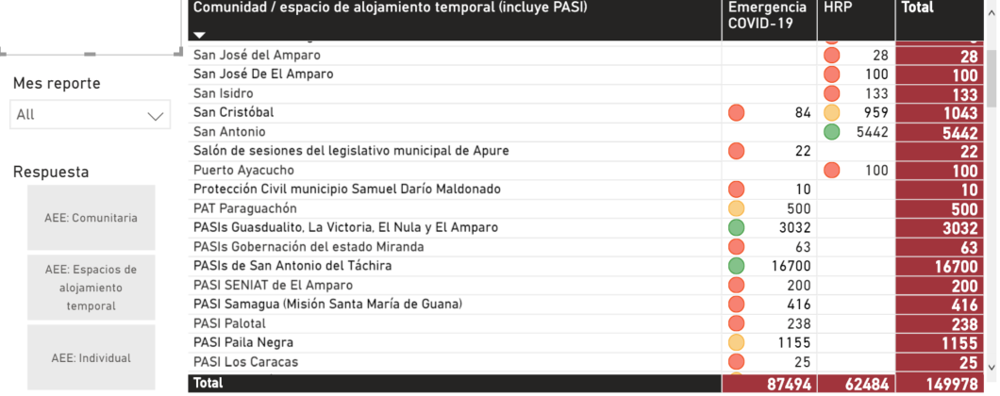 Comunidad / espacio de alojamiento temporal (incluye PASI) Emergencia COVID-19 HRP Total
San José del Amparo 28 28
San José De El Amparo 100 100
San Isidro 133 133
San Cristóbal 84 959 1043
San Antonio 5442 5442
Salón de sesiones del legislativo municipal de Apure 22 22
Puerto Ayacucho 100 100
Protección Civil municipio Samuel Darío Maldonado 10 10
PAT Paraguachón 500 500
PASIs Guasdualito, La Victoria, El Nula y El Amparo 3032 3032
PASIs Gobernación del estado Miranda 63 63
PASIs de San Antonio del Táchira 16700 16700
PASI SENIAT de El Amparo 200 200
PASI Samagua (Misión Santa María de Guana) 416 416
PASI Palotal 238 238
PASI Paila Negra 1155 1155
PASI Los Caracas 25 25
Total 87494 62484 149978
Mes reporte
All
Respuesta
AEE: Comunitaria
AEE: Espacios de
alojamiento
temporal
AEE: Individual